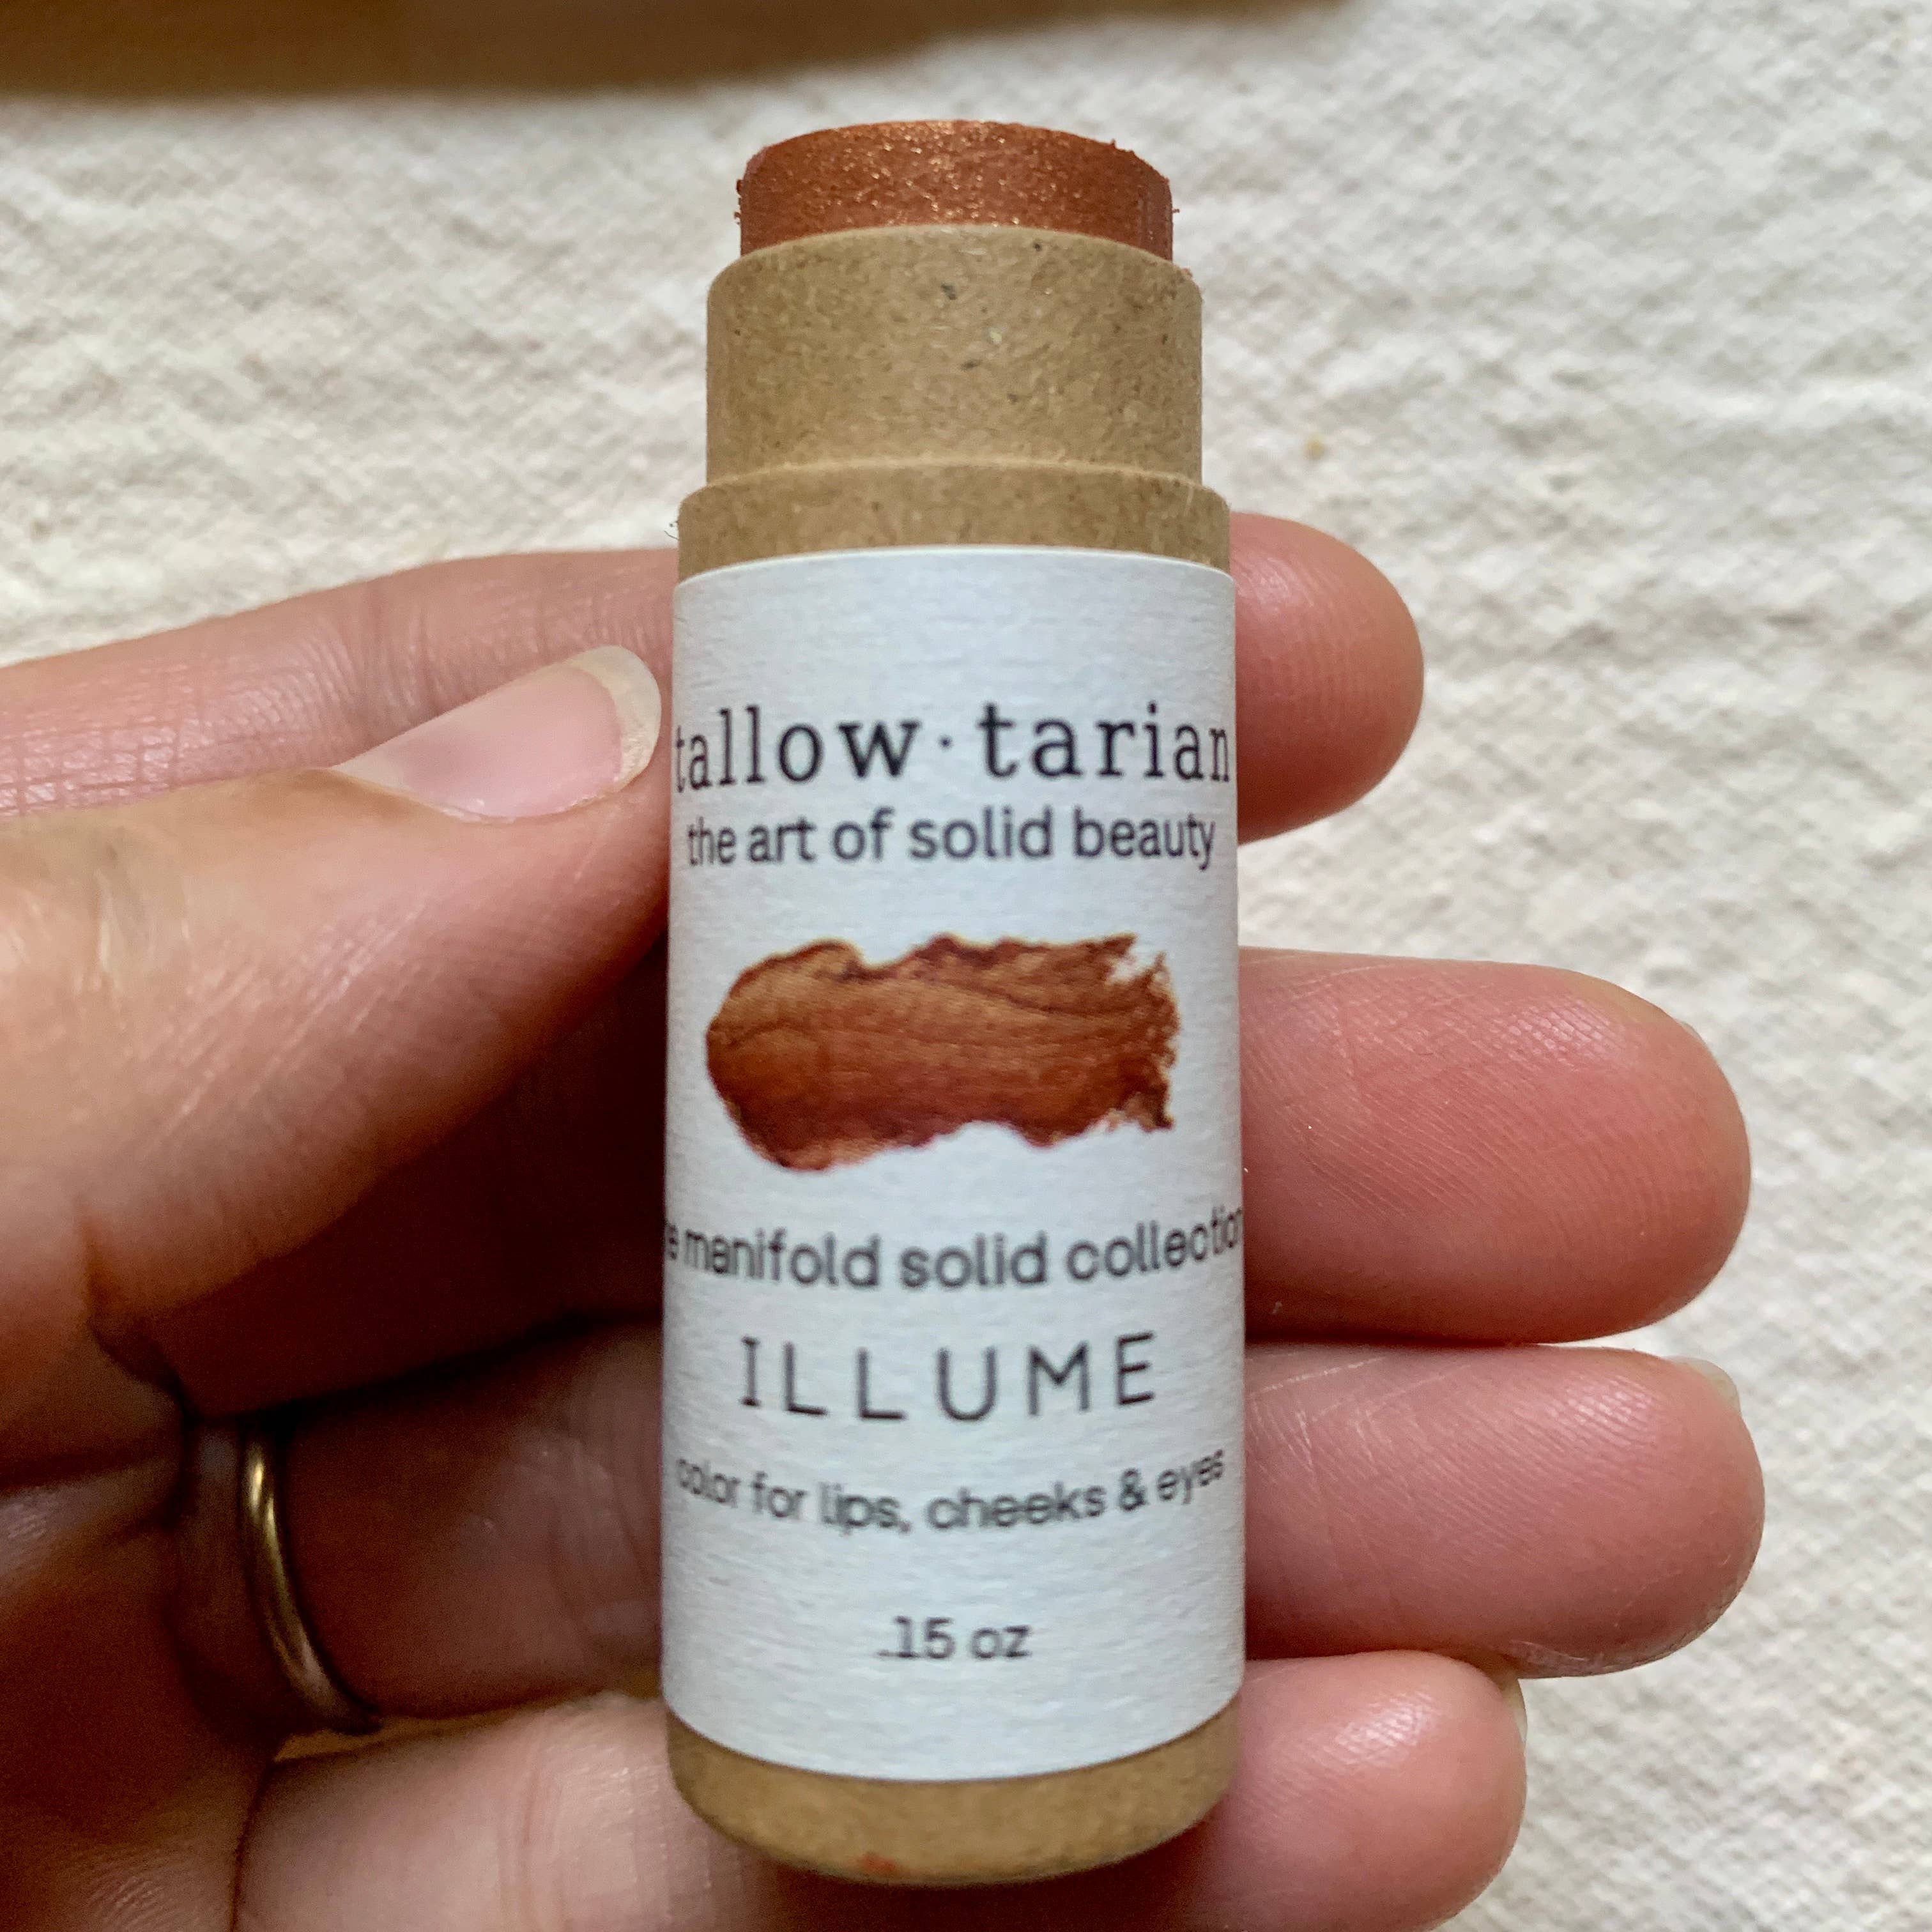 tallow·tarian
the art of solid beauty
manifold solid collection
ILLUME
color for lips, cheeks & eyes
.15 oz